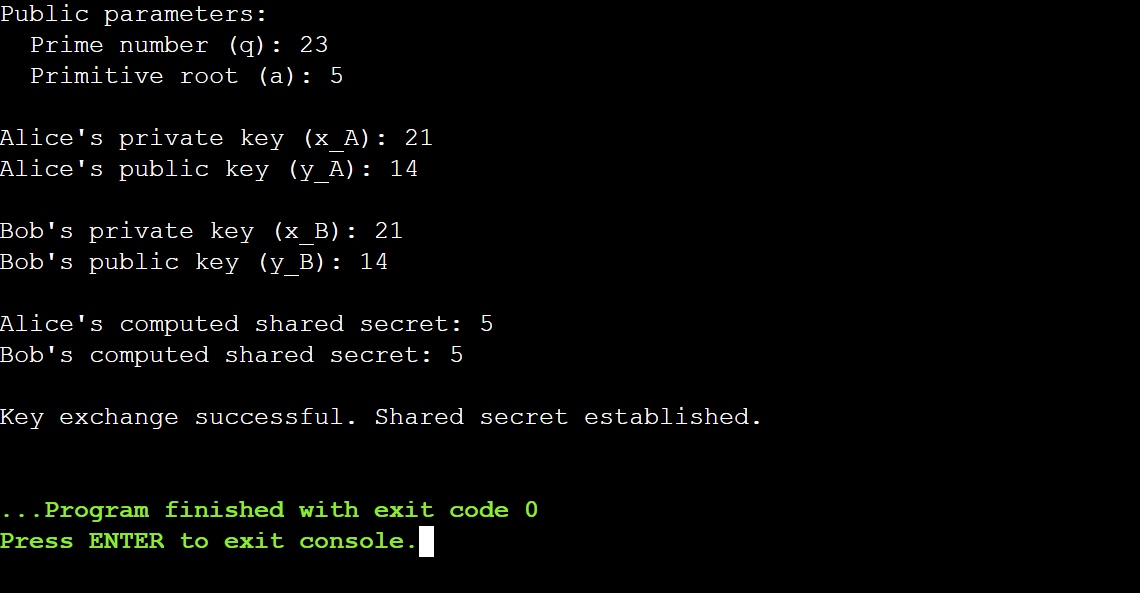 Public parameters:
  Prime number (q): 23
  Primitive root (a): 5
Alice's private key (x_A): 21
Alice's public key (y_A): 14
Bob's private key (x_B): 21
Bob's public key (y_B): 14
Alice's computed shared secret: 5
Bob's computed shared secret: 5
Key exchange successful. Shared secret established.
...Program finished with exit code 0
Press ENTER to exit console.